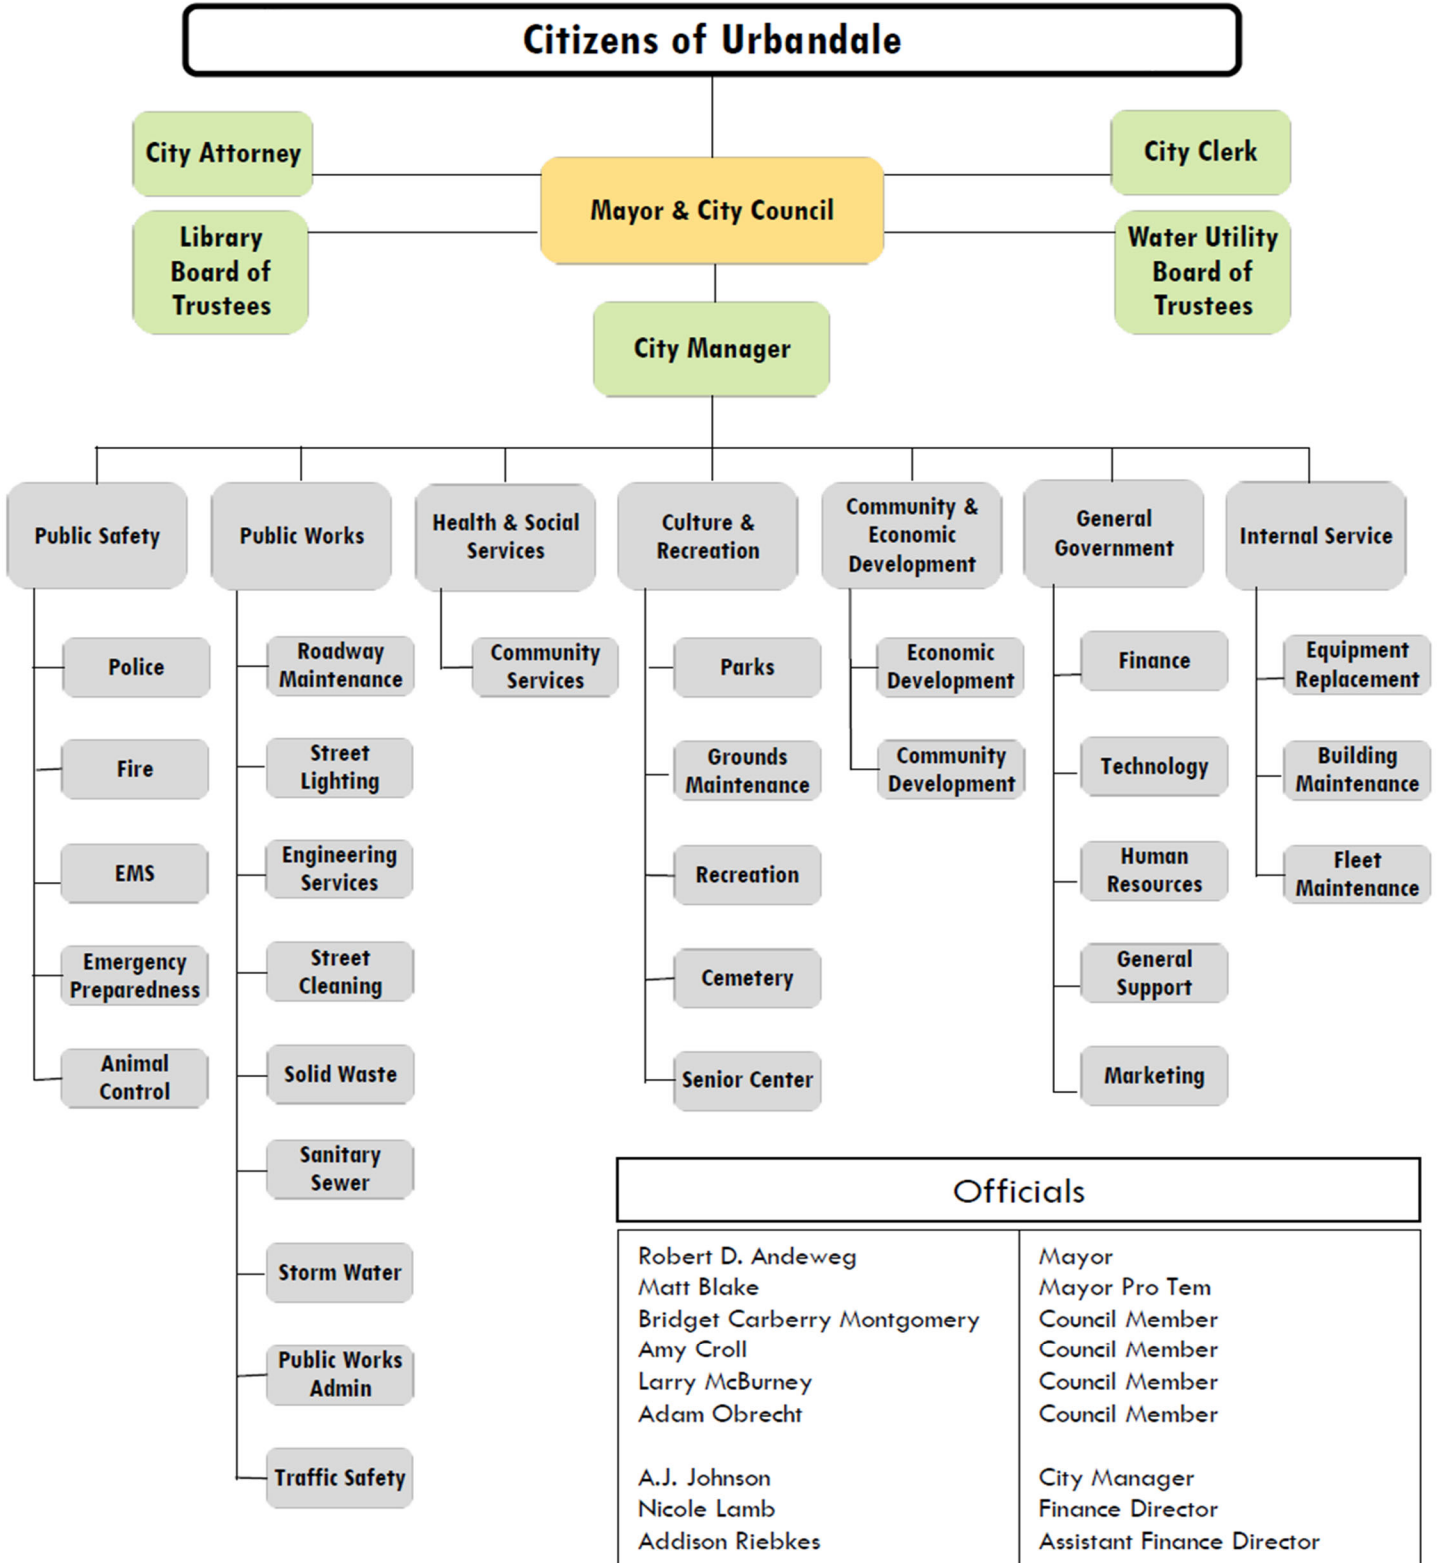 Citizens of Urbandale
City Attorney
City Clerk
Mayor & City Council
Library
Board of
Trustees
Water Utility
Board of
Trustees
City Manager
Public Safety
Public Works
Health & Social
Services
Culture &
Recreation
Community &
Economic
Development
General
Government
Internal Service
Police
Fire
EMS
Emergency
Preparedness
Animal
Control
Roadway
Maintenance
Street
Lighting
Engineering
Services
Street
Cleaning
Solid Waste
Sanitary
Sewer
Storm Water
Public Works
Admin
Traffic Safety
Community
Services
Parks
Grounds
Maintenance
Recreation
Cemetery
Senior Center
Economic
Development
Community
Development
Finance
Technology
Human
Resources
General
Support
Marketing
Equipment
Replacement
Building
Maintenance
Fleet
Maintenance
Officials
Robert D. Andeweg Mayor
Matt Blake Mayor Pro Tem
Bridget Carberry Montgomery Council Member
Amy Croll Council Member
Larry McBurney Council Member
Adam Obrecht Council Member
A.J. Johnson City Manager
Nicole Lamb Finance Director
Addison Riebkes Assistant Finance Director